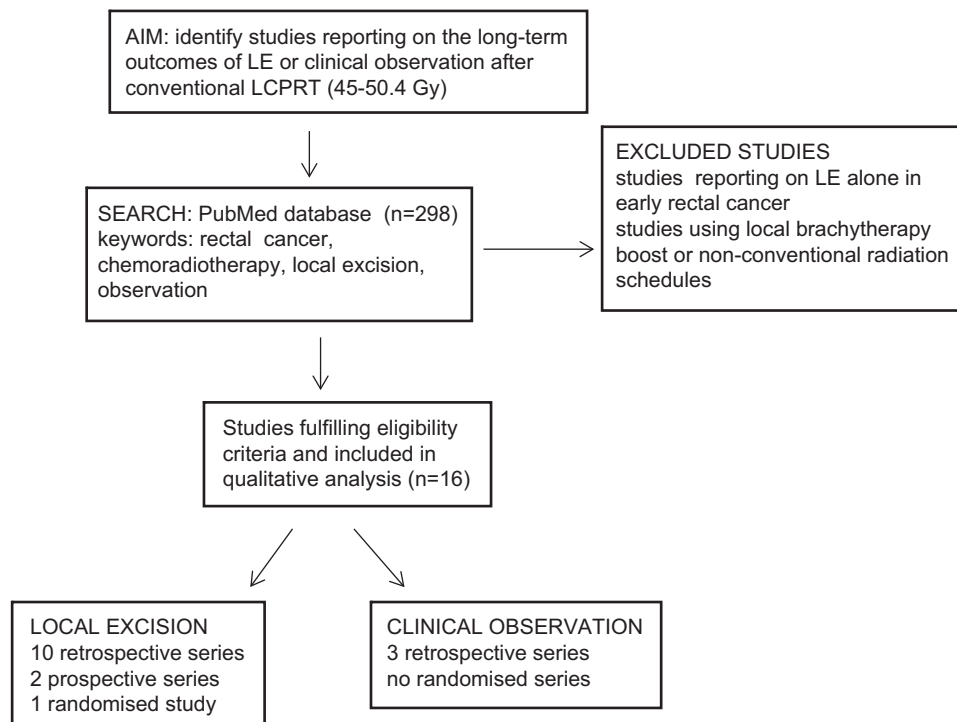 AIM: identify studies reporting on the long-term
outcomes of LE or clinical observation after
conventional LCPRT (45-50.4 Gy)
EXCLUDED STUDIES
studies reporting on LE alone in
early rectal cancer
studies using local brachytherapy
boost or non-conventional radiation
schedules
SEARCH: PubMed database (n=298)
keywords: rectal cancer,
chemoradiotherapy, local excision,
observation
Studies fulfilling eligibility
criteria and included in
qualitative analysis (n=16)
LOCAL EXCISION
10 retrospective series
2 prospective series
1 randomised study
CLINICAL OBSERVATION
3 retrospective series
no randomised series